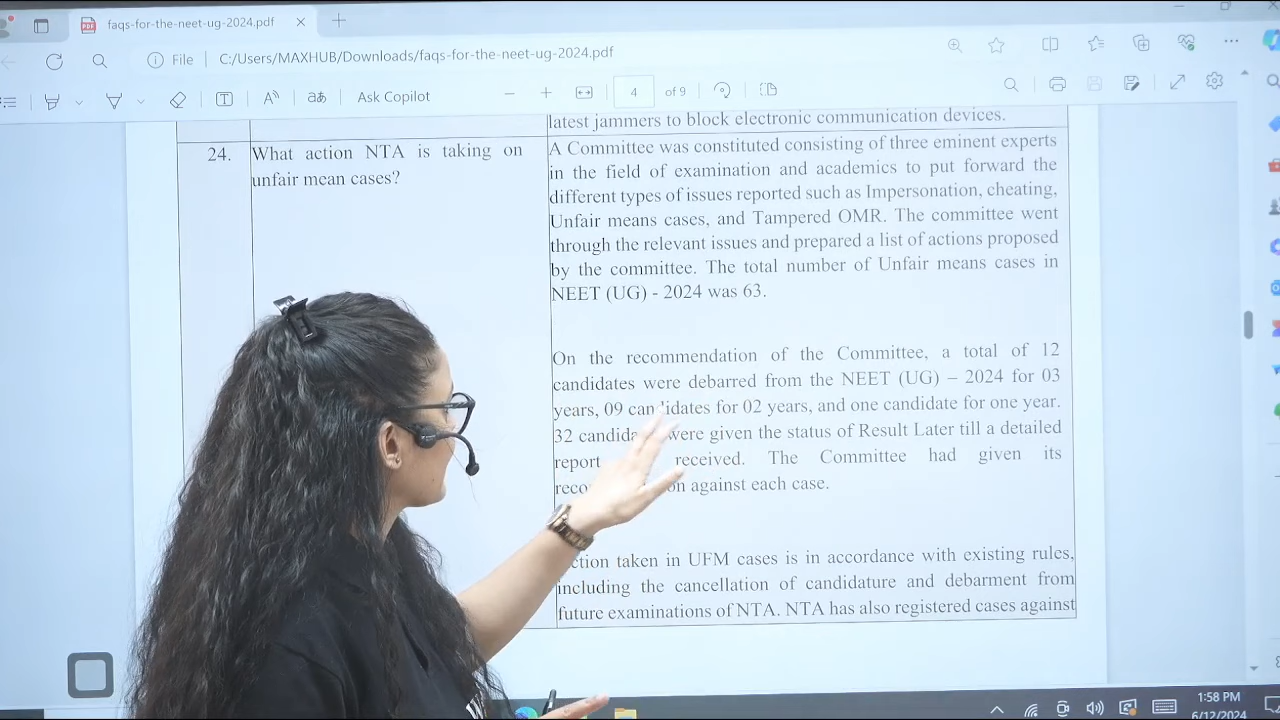 faqs-for-the-neet-ug-2024.pdf
File C:/Users/MAXHUB/Downloads/faqs-for-the-neet-ug-2024.pdf
aあ Ask Copilot 4 of 9
latest jammers to block electronic communication devices.
24. What action NTA is taking on
unfair mean cases?
A Committee was constituted consisting of three eminent experts
in the field of examination and academics to put forward the
different types of issues reported such as Impersonation, cheating,
Unfair means cases, and Tampered OMR. The committee went
through the relevant issues and prepared a list of actions proposed
by the committee. The total number of Unfair means cases in
NEET (UG) - 2024 was 63.
On the recommendation of the Committee, a total of 12
candidates were debarred from the NEET (UG) – 2024 for 03
years, 09 candidates for 02 years, and one candidate for one year.
32 were given the status of Result Later till a detailed
report received. The Committee had given its
against each case.
taken in UFM cases is in accordance with existing rules,
including the cancellation of candidature and debarment from
future examinations of NTA. NTA has also registered cases against
1:58 PM
6/12/2024